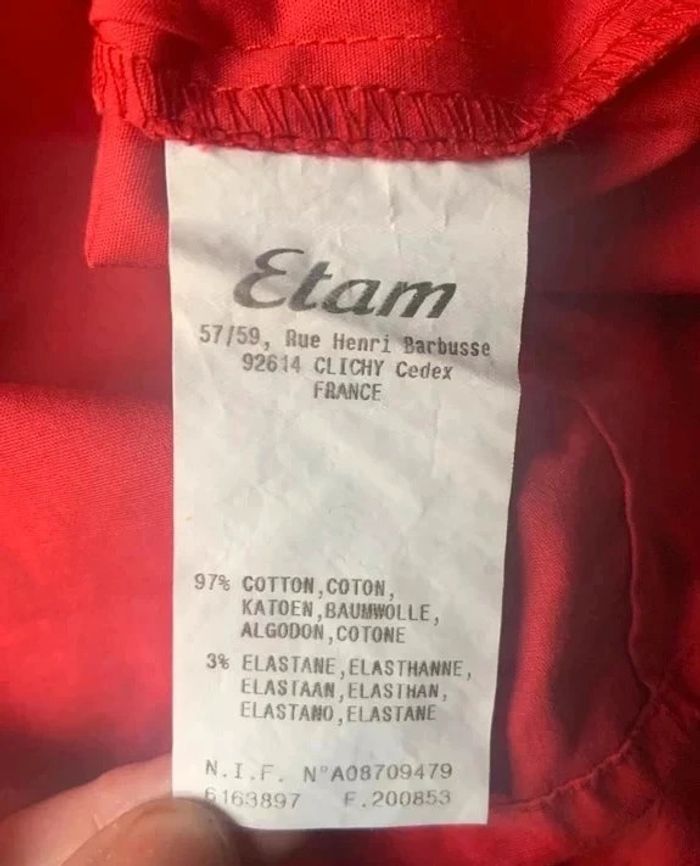 Etam
57/59, Rue Henri Barbusse
92614 CLICHY Cedex
FRANCE
97% COTTON,COTON,
KATOEN,BAUMWOLLE,
ALGODON,COTONE
3% ELASTANE,ELASTHANNE,
ELASTAAN,ELASTHAN,
ELASTANO,ELASTANE
N.I.F. N°A08709479
6163897 F.200853